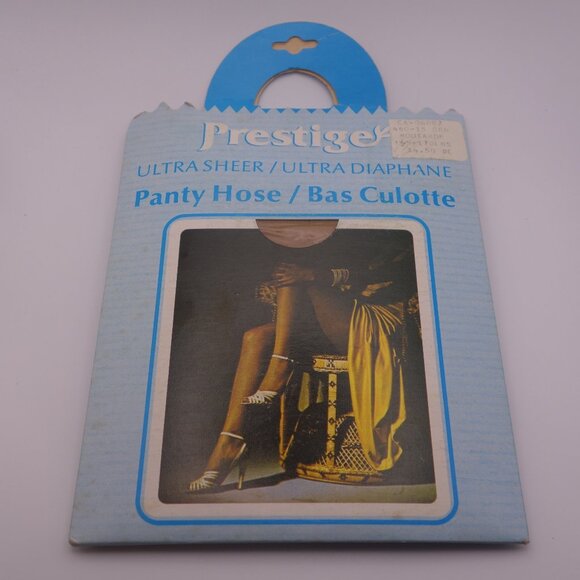 Prestige
ULTRA SHEER / ULTRA DIAPHANE
Panty Hose / Bas Culotte